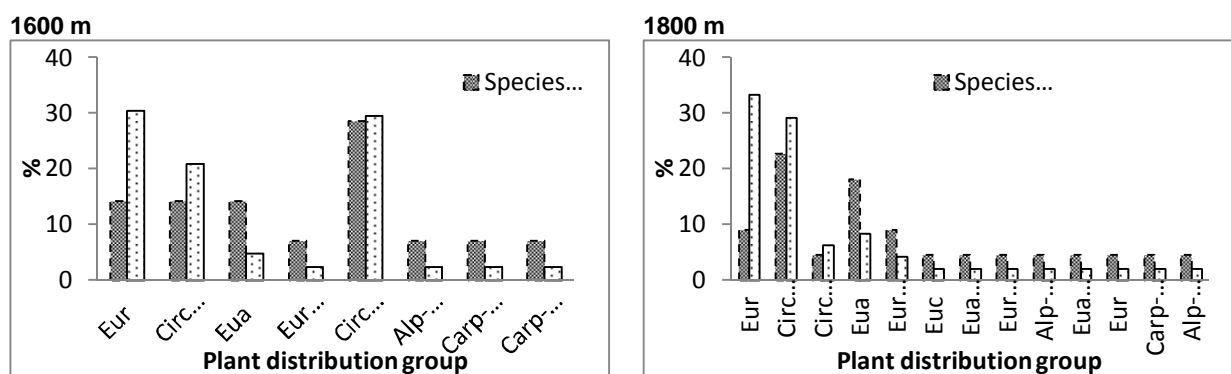 1600 m
40
30
20
10
0
%
Species...
Eur
Circ...
Eua
Eur...
Circ...
Alp-...
Carp-...
Carp-...
Plant distribution group
1800 m
40
30
20
10
0
%
Species...
Eur
Circ...
Circ...
Eua
Eur...
Euc
Eua...
Eur...
Alp-...
Eua...
Eur
Carp-...
Alp-...
Plant distribution group